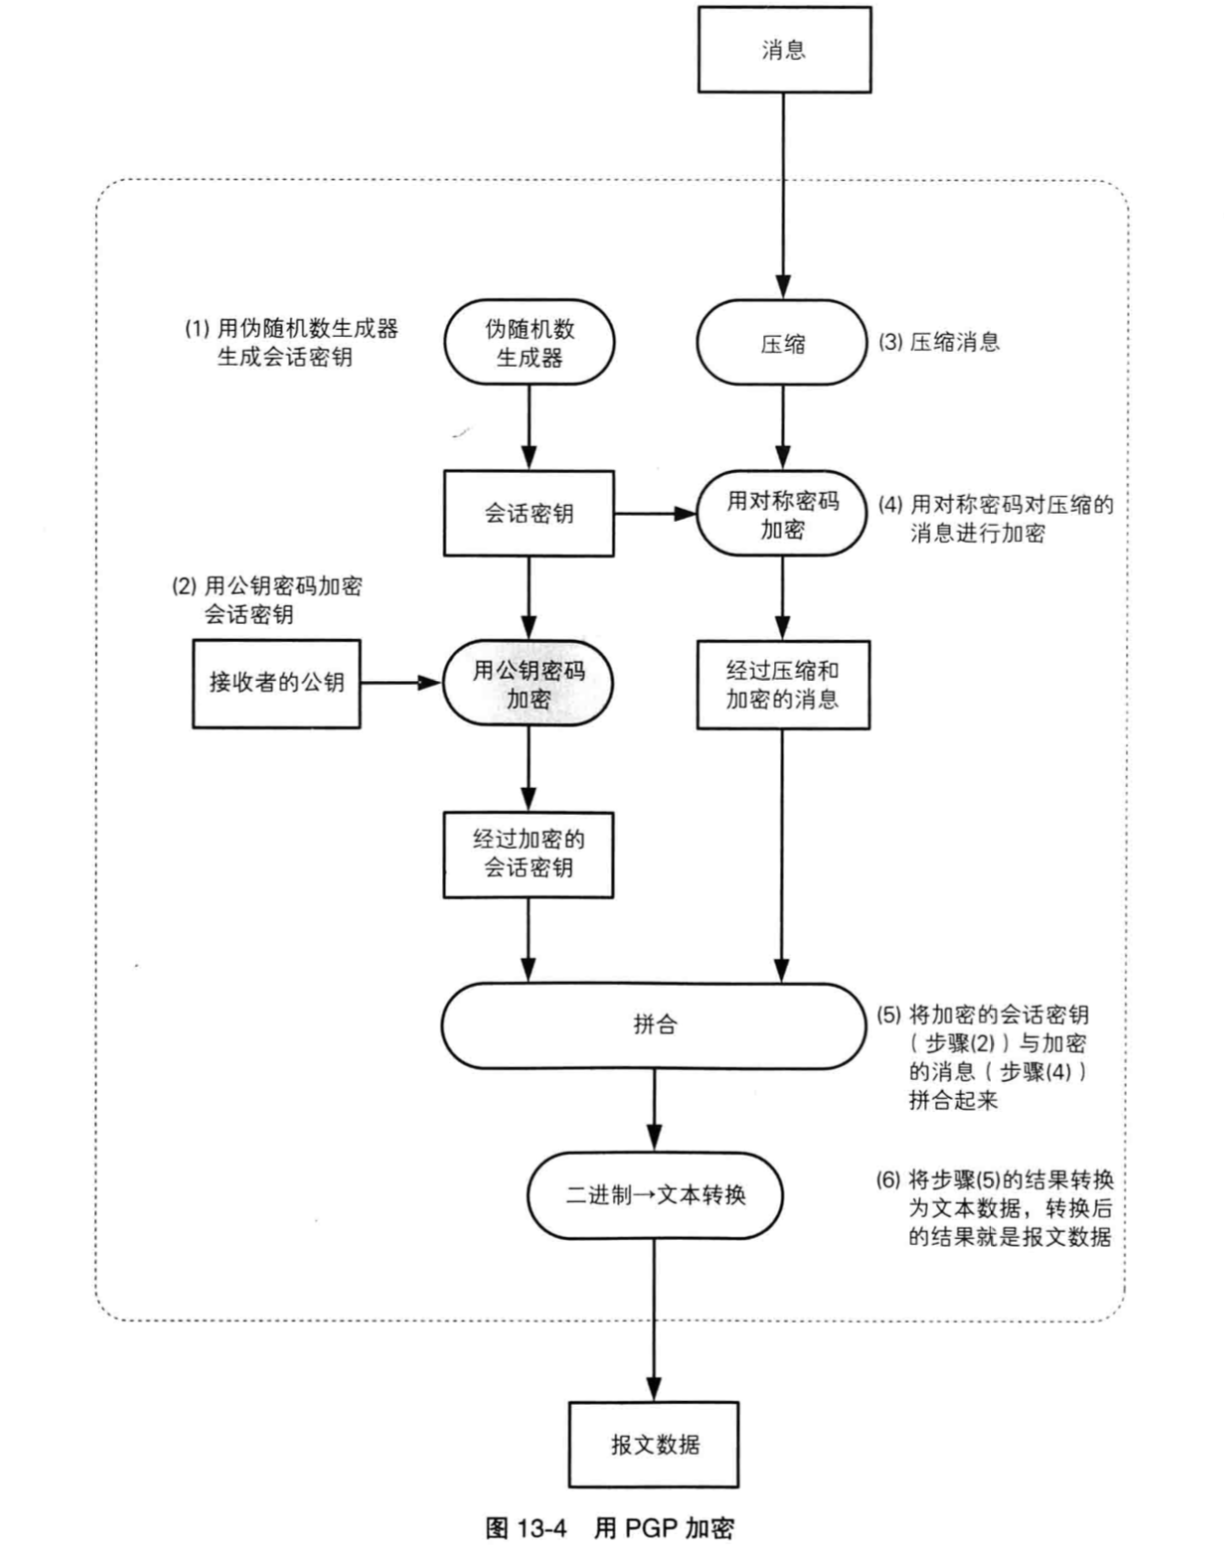 消息
(1) 用伪随机数生成器
生成会话密钥
伪随机数
生成器
压缩
(3) 压缩消息
会话密钥
用对称密码
加密
(4) 用对称密码对压缩的
消息进行加密
(2) 用公钥密码加密
会话密钥
接收者的公钥
用公钥密码
加密
经过压缩和
加密的消息
经过加密的
会话密钥
拼合
(5) 将加密的会话密钥
(步骤(2))与加密
的消息(步骤(4))
拼合起来
二进制→文本转换
(6) 将步骤(5)的结果转换
为文本数据，转换后
的结果就是报文数据
报文数据
图 13-4 用 PGP 加密